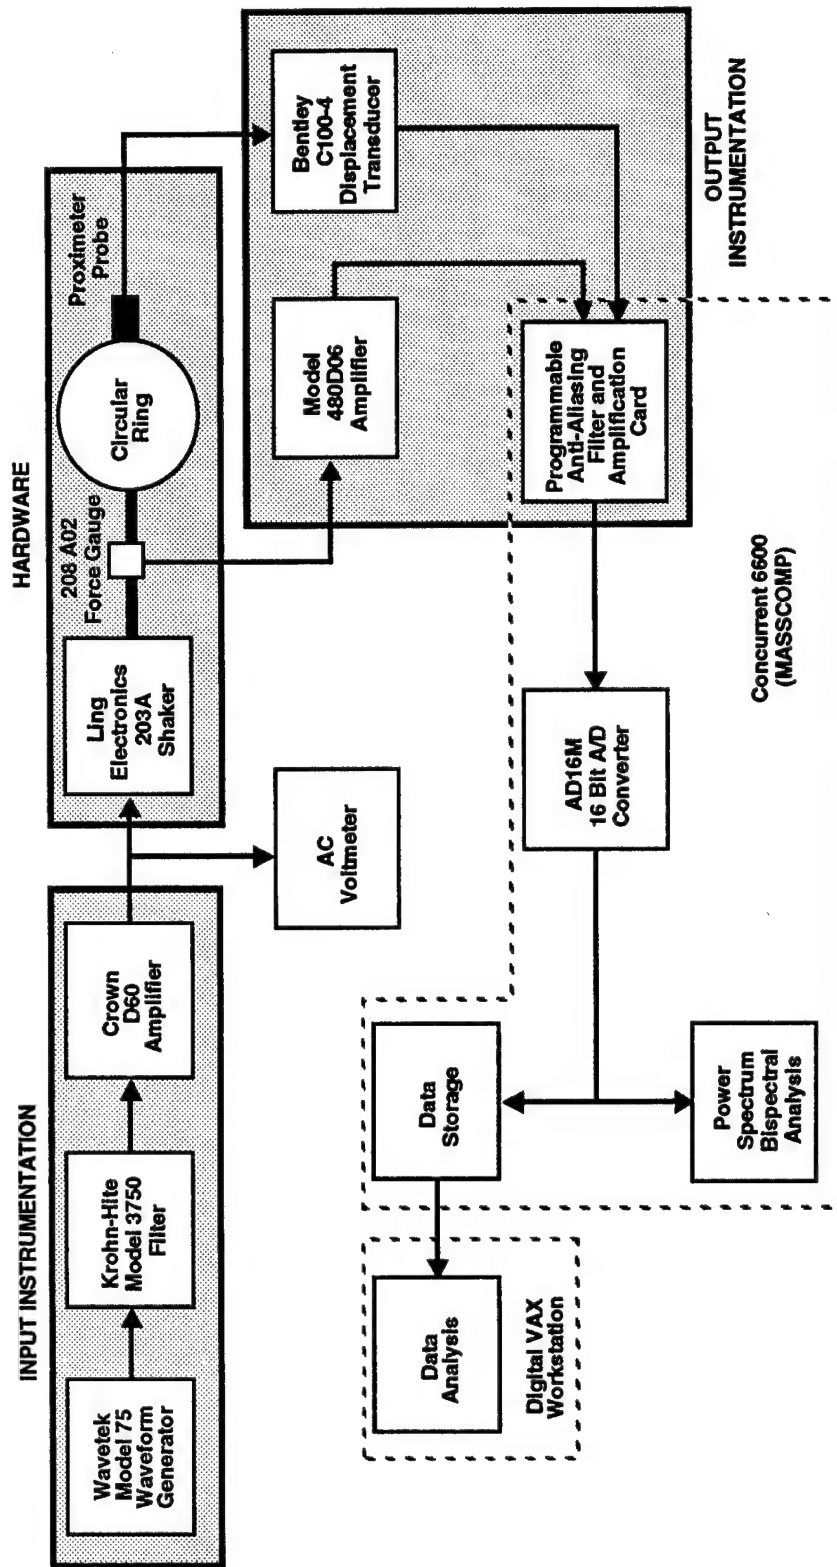 INPUT INSTRUMENTATION
Wavetek
Model 75
Waveform
Generator
Krohn-Hite
Model 3750
Filter
Crown
D60
Amplifier
HARDWARE
Ling
Electronics
203A
Shaker
208 A02
Force Gauge
Circular
Ring
Proximeter
Probe
AC
Voltmeter
Model
480D06
Amplifier
Bentley
C100-4
Displacement
Transducer
Data
Analysis
Digital VAX
Workstation
Data
Storage
AD16M
16 Bit A/D
Converter
Programmable
Anti-Aliasing
Filter and
Amplification
Card
OUTPUT
INSTRUMENTATION
Power
Spectrum
Bispectral
Analysis
Concurrent 6600
(MASSCOMP)